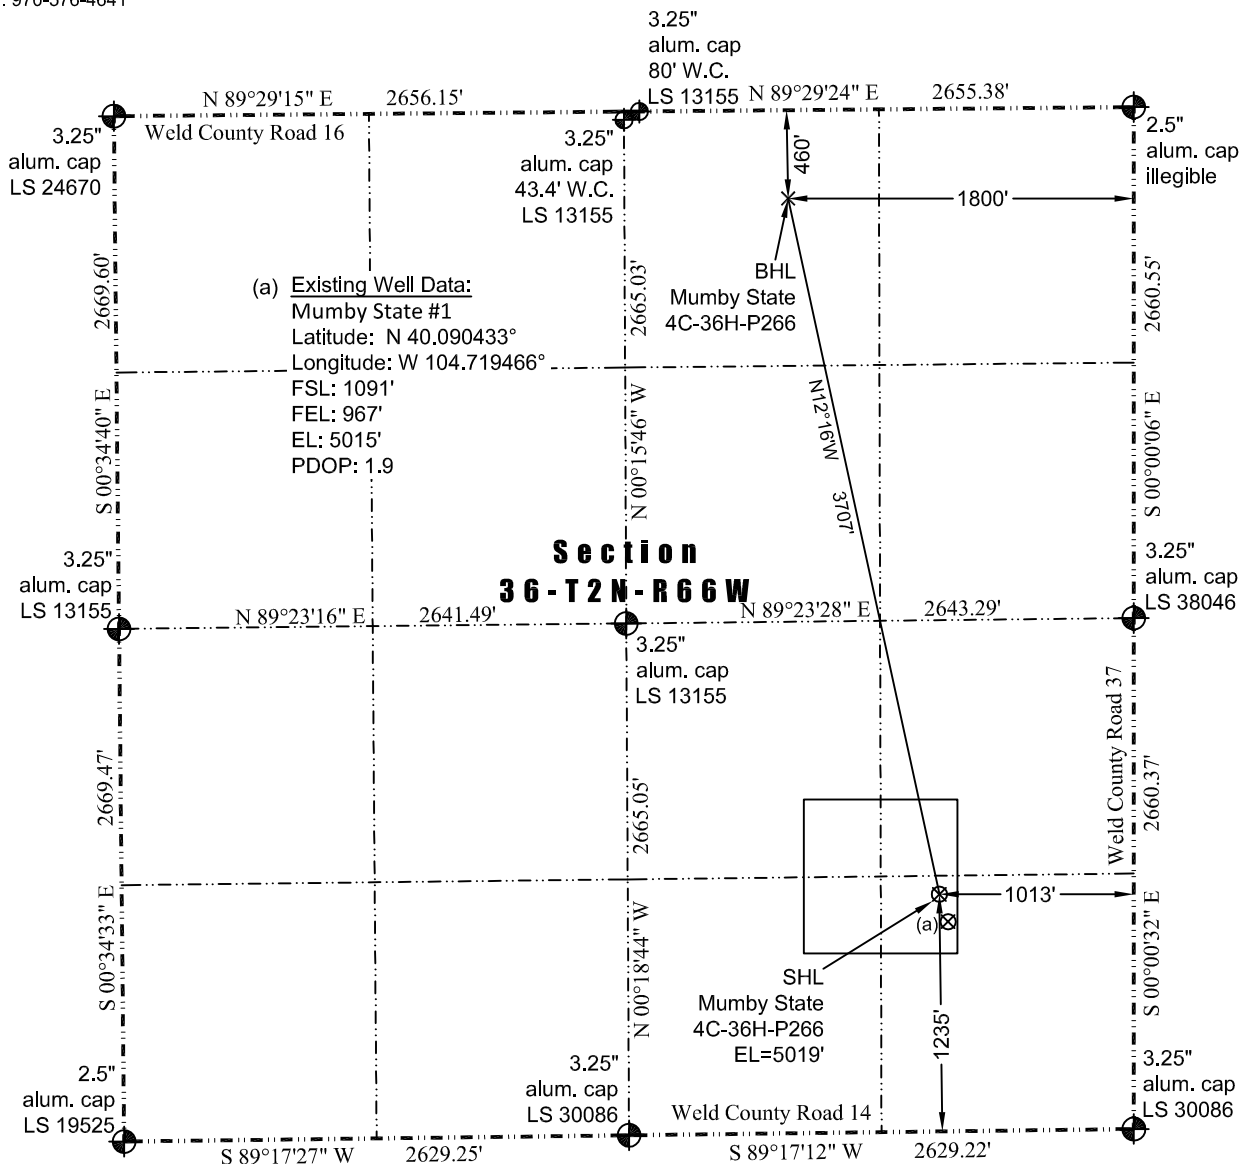 : 970-576-4641
3.25"
alum. cap
80' W.C.
LS 13155
N 89°29'15" E 2656.15'
N 89°29'24" E 2655.38'
Weld County Road 16
3.25"
alum. cap
LS 24670
3.25"
alum. cap
43.4' W.C.
LS 13155
2.5"
alum. cap
illegible
460'
1800'
BHL
Mumby State
4C-36H-P266
(a) Existing Well Data:
Mumby State #1
Latitude: N 40.090433°
Longitude: W 104.719466°
FSL: 1091'
FEL: 967'
EL: 5015'
PDOP: 1.9
2669.60'
S 00°34'40" E
2665.03'
N 00°15'46" W
2660.55'
S 00°00'06" E
N12°16'W
3707'
Section
36-T2N-R66W
3.25"
alum. cap
LS 13155
3.25"
alum. cap
LS 38046
N 89°23'16" E 2641.49'
N 89°23'28" E 2643.29'
3.25"
alum. cap
LS 13155
2669.47'
S 00°34'33" E
2665.05'
N 00°18'44" W
Weld County Road 37
2660.37'
S 00°00'32" E
1013'
(a)
SHL
Mumby State
4C-36H-P266
EL=5019'
1235'
2.5"
alum. cap
LS 19525
3.25"
alum. cap
LS 30086
3.25"
alum. cap
LS 30086
Weld County Road 14
S 89°17'27" W 2629.25'
S 89°17'12" W 2629.22'